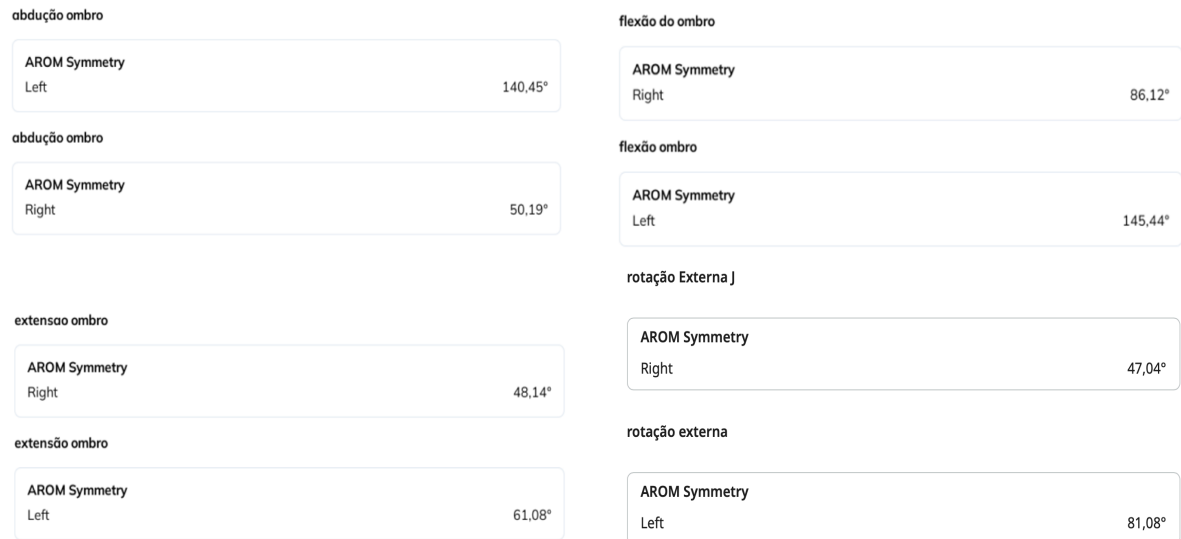 abdução ombro
AROM Symmetry
Left 140,45°
abdução ombro
AROM Symmetry
Right 50,19°
extensao ombro
AROM Symmetry
Right 48,14°
extensão ombro
AROM Symmetry
Left 61,08°
flexão do ombro
AROM Symmetry
Right 86,12°
flexão ombro
AROM Symmetry
Left 145,44°
rotação Externa J
AROM Symmetry
Right 47,04°
rotação externa
AROM Symmetry
Left 81,08°